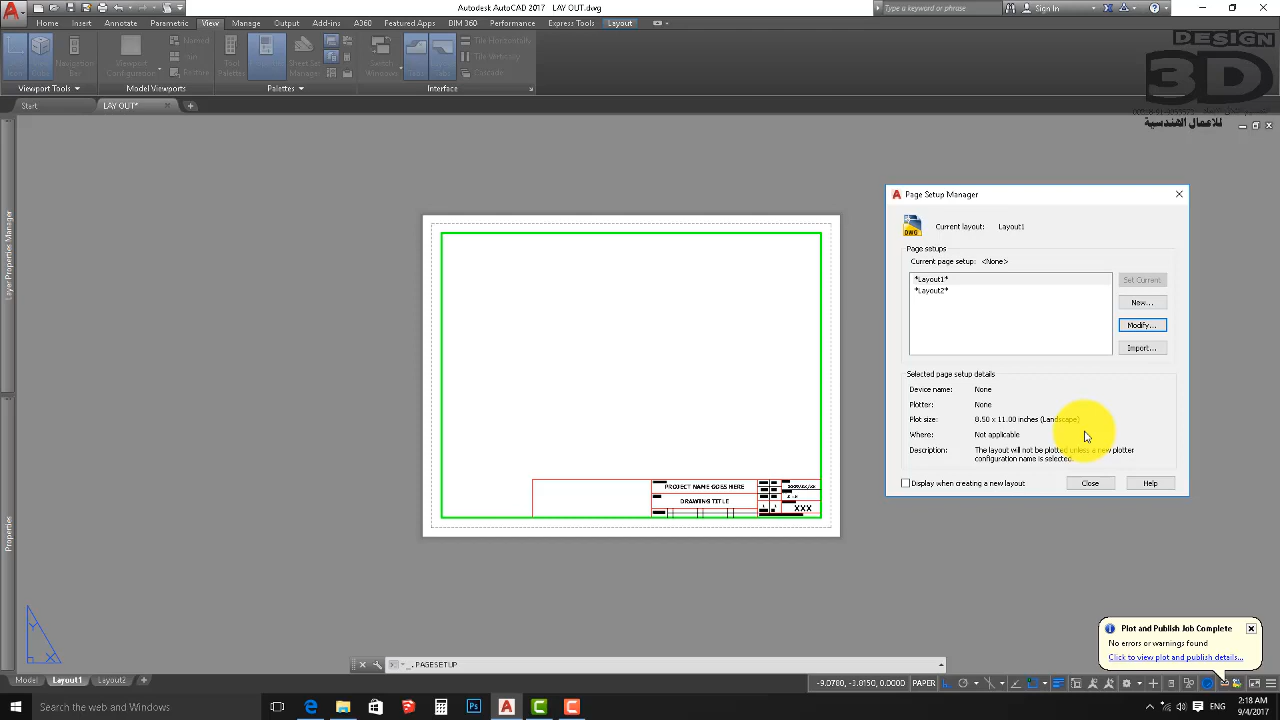 Autodesk AutoCAD 2017   LAY OUT.dwg
Type a keyword or phrase
Sign In
Home Insert Annotate Parametric View Manage Output Add-ins A360 Featured Apps BIM 360 Performance Express Tools Layout
DESIGN
3D
Navigation
Bar
Viewport
Configuration
Named
Join
Restore
Tool
Palettes
Sheet Set
Manager
Switch
Windows
Tile Horizontally
Tile Vertically
Cascade
Viewport Tools
Model Viewports
Palettes
Interface
Start
LAY OUT*
للاعمال الهندسية
Layer Properties Manager
Properties
Page Setup Manager
Current layout: Layout1
Page setups
Current page setup: <None>
*Layout1*
*Layout2*
Set Current
New...
Modify...
Import...
Selected page setup details
Device name: None
Plotter: None
Plot size: 8.50 x 11.00 inches (Landscape)
Where: Not applicable
Description: The layout will not be plotted unless a new plotter
configuration name is selected.
Display when creating a new layout
Close
Help
PROJECT NAME GOES HERE
DRAWING TITLE
XXX
Y
X
Plot and Publish Job Complete
No errors or warnings found
Click to view plot and publish details...
_.PAGESETUP
Model Layout1 Layout2
-9.0780, -3.8150, 0.0000 PAPER
Search the web and Windows
ENG
2:18 AM
9/4/2017